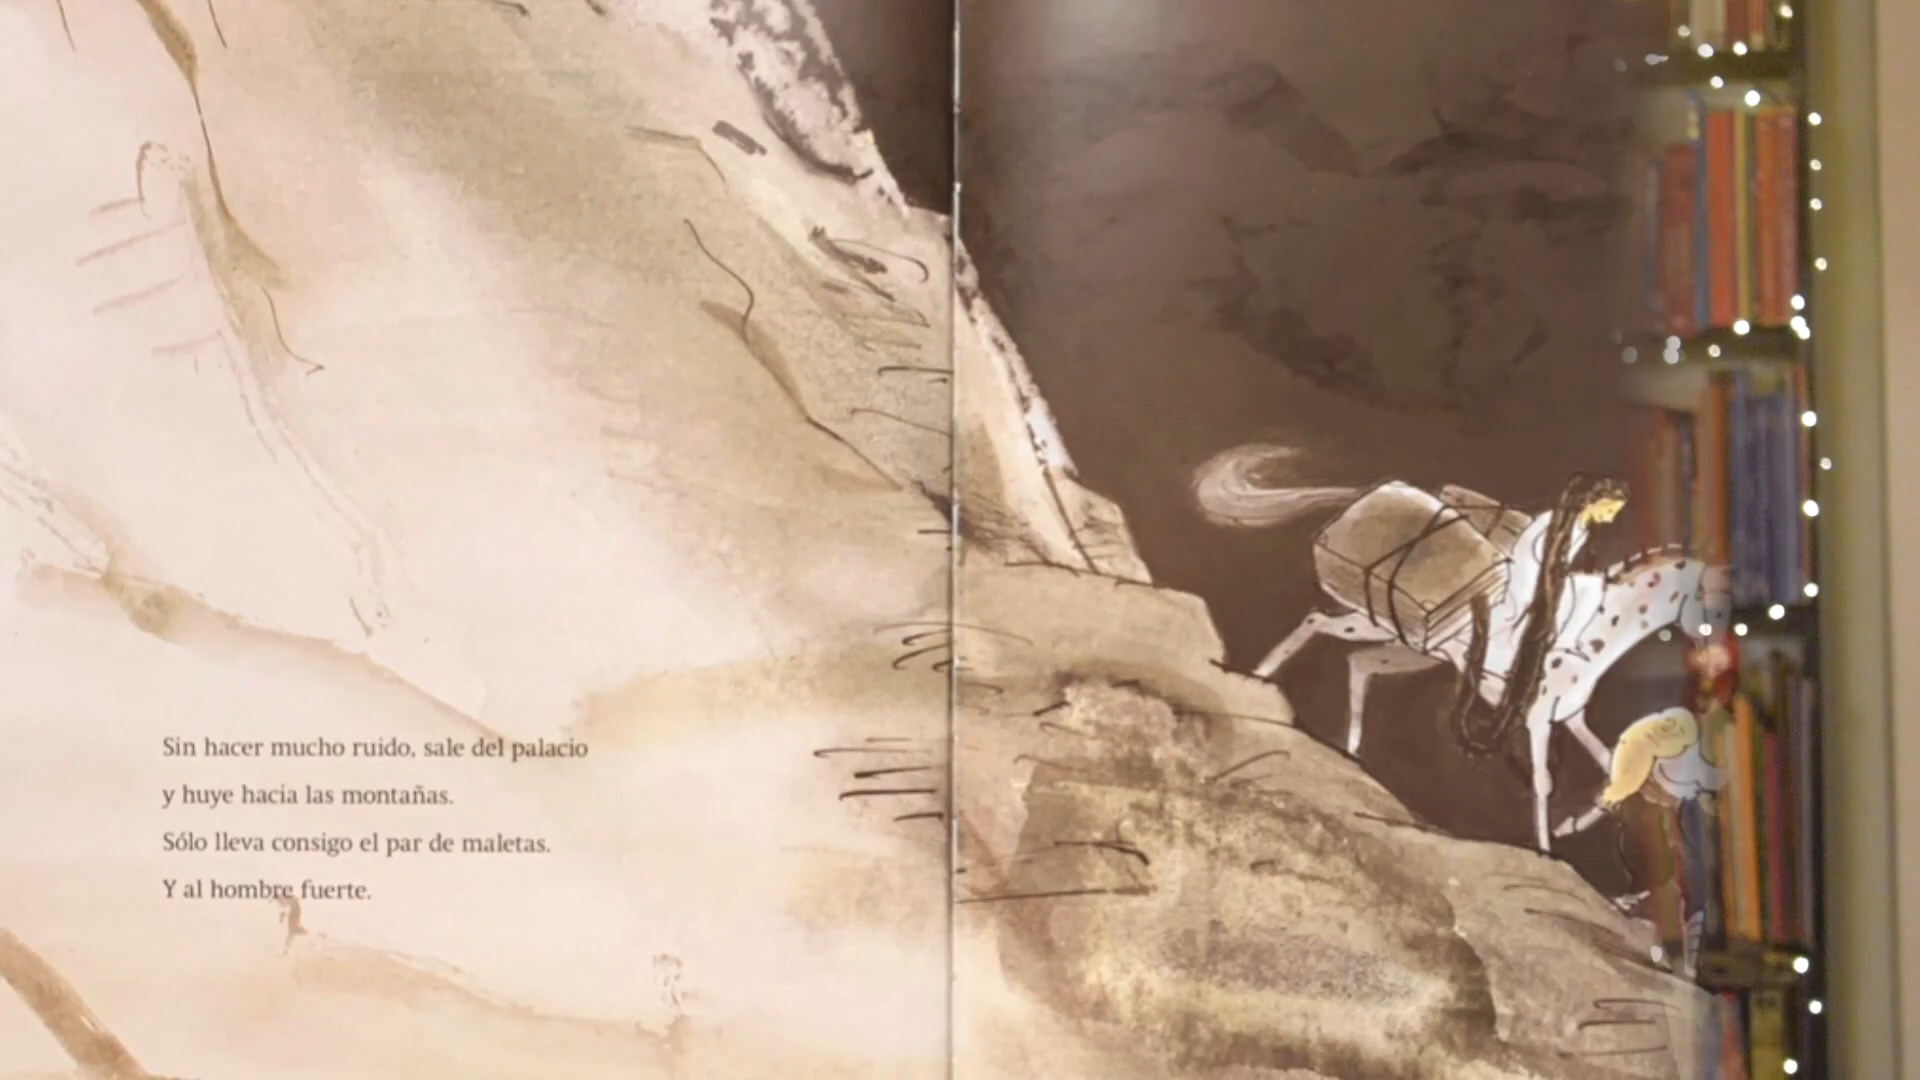 Sin hacer mucho ruido, sale del palacio
y huye hacia las montañas.
Sólo lleva consigo el par de maletas.
Y al hombre fuerte.